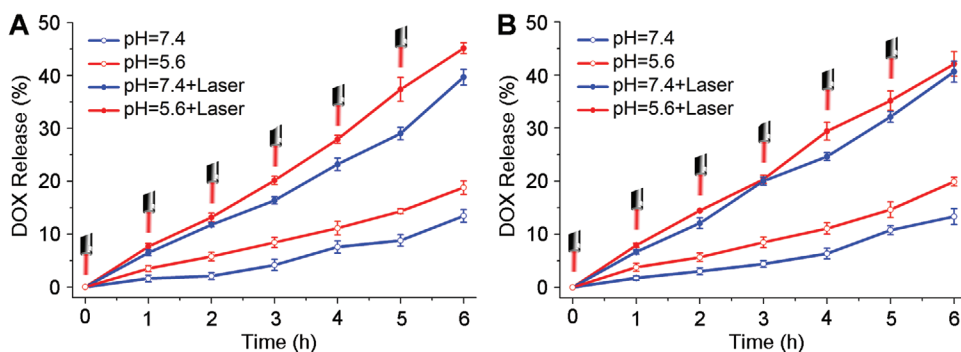 A
50
40
30
20
10
0
DOX Release (%)
pH=7.4
pH=5.6
pH=7.4+Laser
pH=5.6+Laser
0 1 2 3 4 5 6
Time (h)
B
50
40
30
20
10
0
DOX Release (%)
pH=7.4
pH=5.6
pH=7.4+Laser
pH=5.6+Laser
0 1 2 3 4 5 6
Time (h)